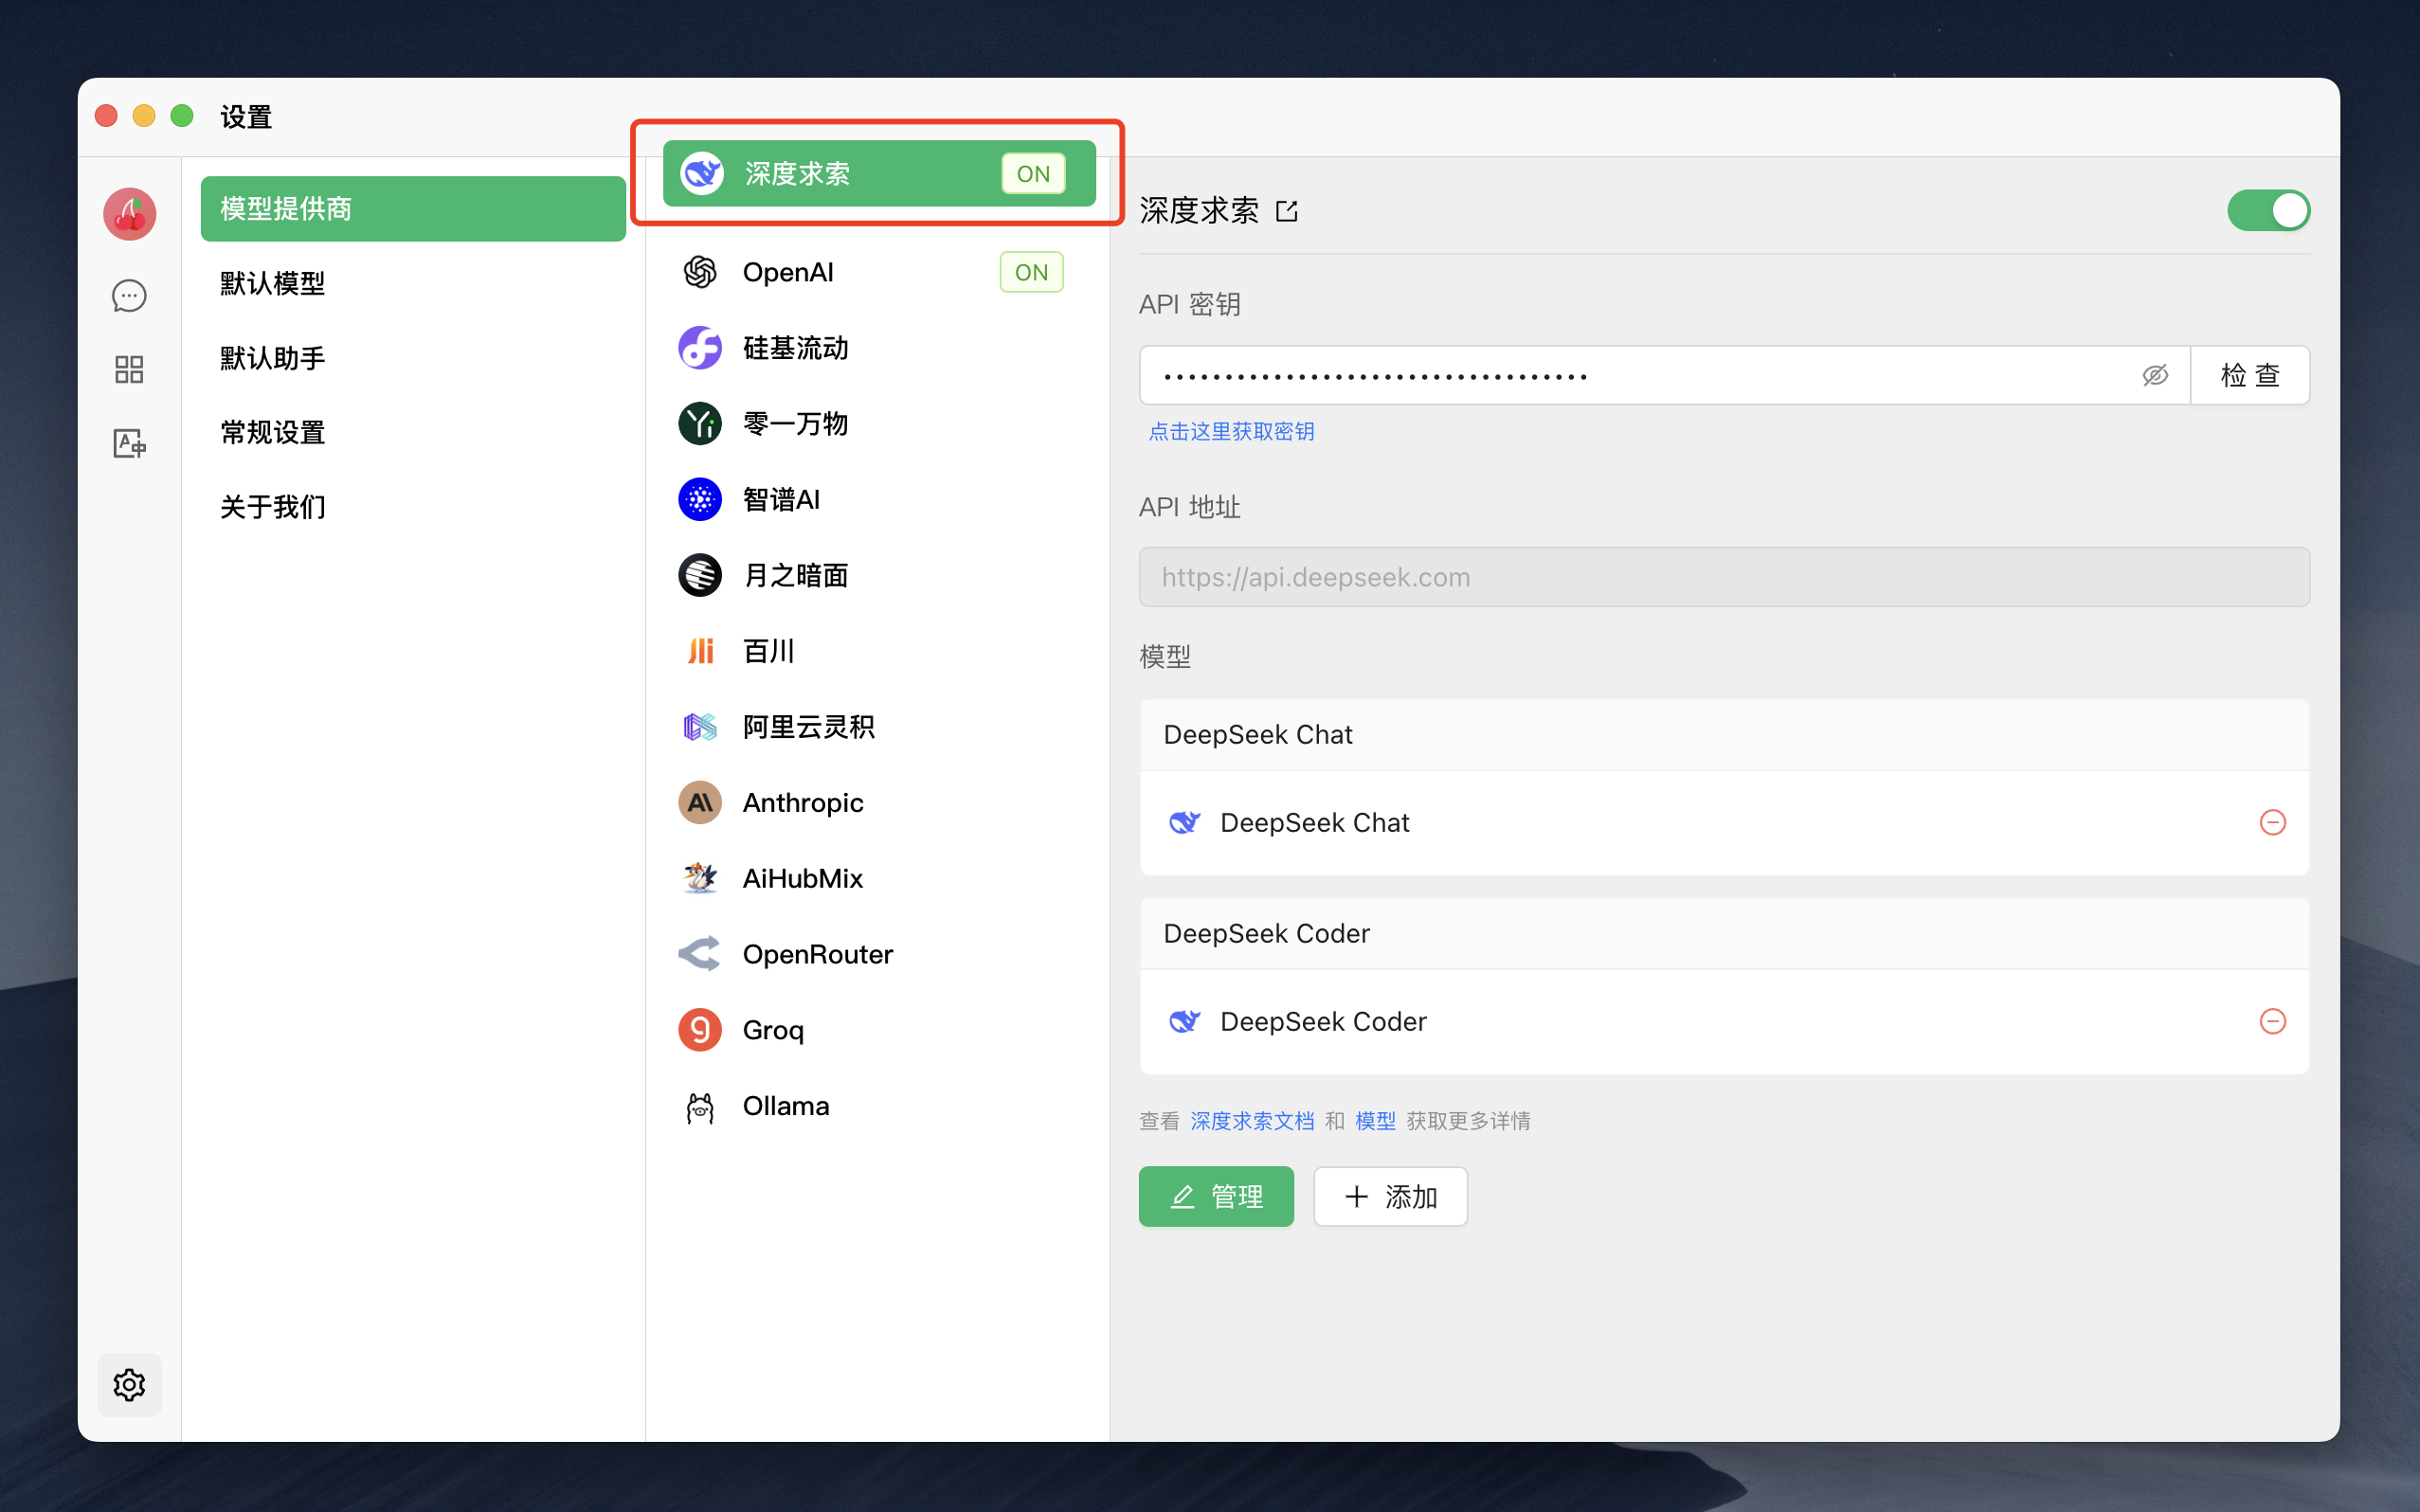 设置
模型提供商
默认模型
默认助手
常规设置
关于我们
深度求索 ON
OpenAI ON
硅基流动
零一万物
智谱AI
月之暗面
百川
阿里云灵积
Anthropic
AiHubMix
OpenRouter
Groq
Ollama
深度求索
API 密钥
检 查
点击这里获取密钥
API 地址
https://api.deepseek.com
模型
DeepSeek Chat
DeepSeek Chat
DeepSeek Coder
DeepSeek Coder
查看 深度求索文档 和 模型 获取更多详情
管理 添加